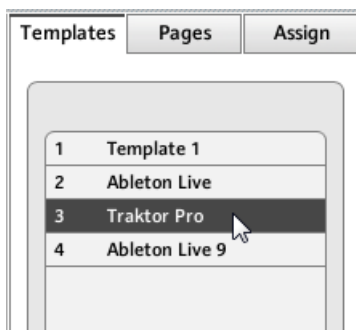 Templates Pages Assign
1 Template 1
2 Ableton Live
3 Traktor Pro
4 Ableton Live 9